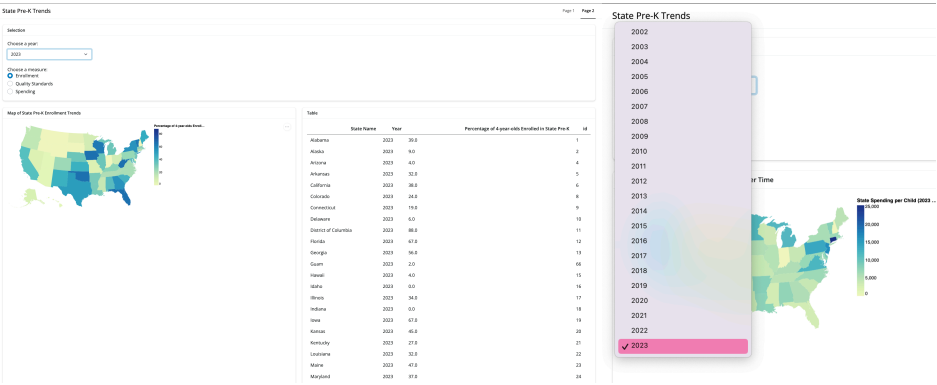 State Pre-K Trends
Page 1 Page 2
Selection
Choose a year:
2023
Choose a measure:
Enrollment
Quality Standards
Spending
Map of State Pre-K Enrollment Trends
Percentage of 4-year-olds Enroll...
20
0
Table
State Name Year Percentage of 4-year-olds Enrolled in State Pre-K id
Alabama 2023 39.0 1
Alaska 2023 9.0 2
Arizona 2023 4.0 4
Arkansas 2023 32.0 5
California 2023 38.0 6
Colorado 2023 24.0 8
Connecticut 2023 19.0 9
Delaware 2023 6.0 10
District of Columbia 2023 88.0 11
Florida 2023 67.0 12
Georgia 2023 56.0 13
Guam 2023 2.0 66
Hawaii 2023 4.0 15
Idaho 2023 0.0 16
Illinois 2023 34.0 17
Indiana 2023 0.0 18
Iowa 2023 67.0 19
Kansas 2023 45.0 20
Kentucky 2023 27.0 21
Louisiana 2023 32.0 22
Maine 2023 47.0 23
Maryland 2023 37.0 24
State Pre-K Trends
2002
2003
2004
2005
2006
2007
2008
2009
2010
2011
2012
2013
2014
2015
2016
2017
2018
2019
2020
2021
2022
✓ 2023
er Time
State Spending per Child (2023 ...
25,000
20,000
15,000
10,000
5,000
0